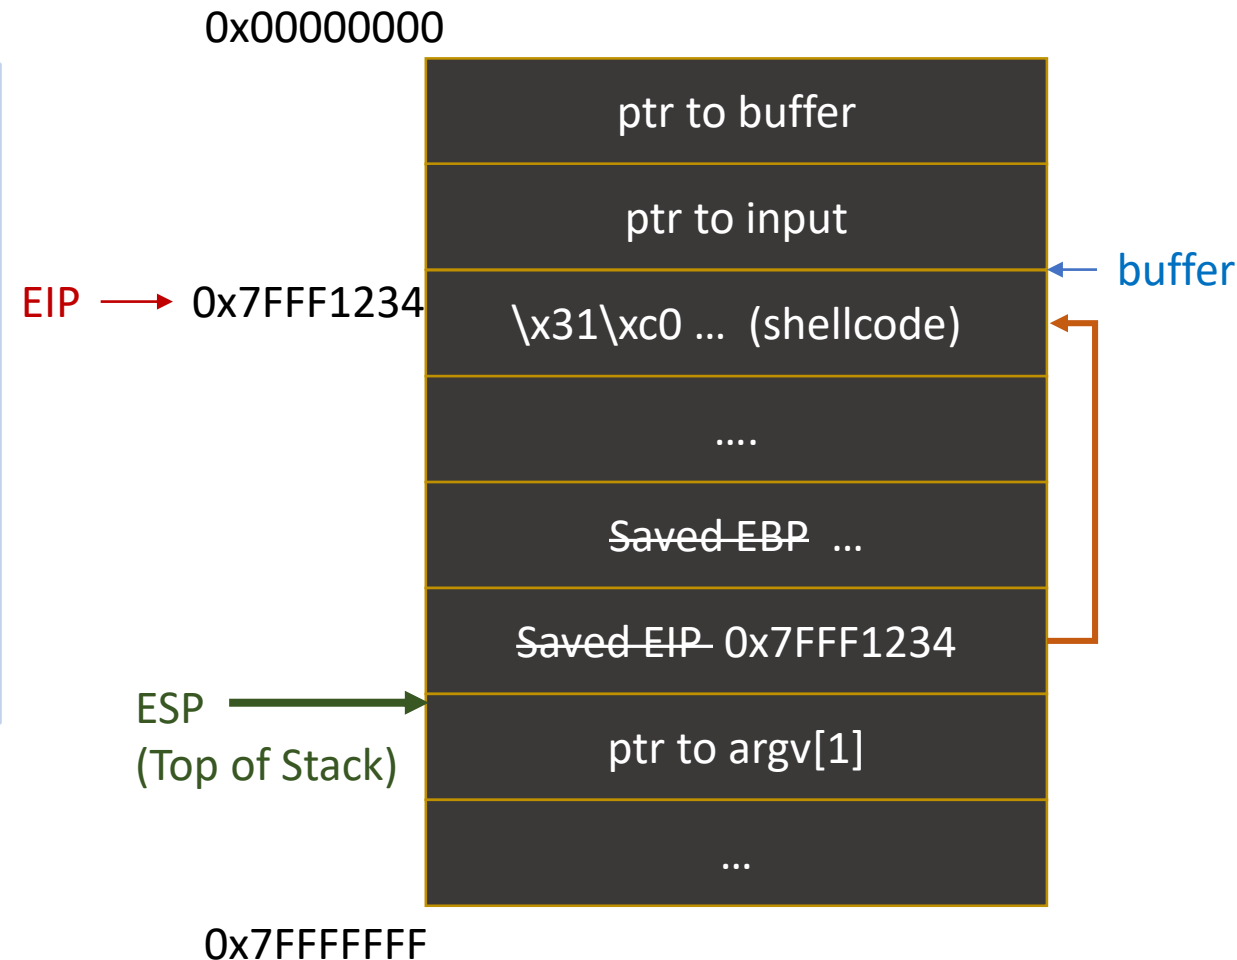 0x00000000
ptr to buffer
ptr to input
buffer
EIP
0x7FFF1234
\x31\xc0 ... (shellcode)
....
Saved EBP ...
Saved EIP 0x7FFF1234
ESP
(Top of Stack)
ptr to argv[1]
...
0x7FFFFFFF